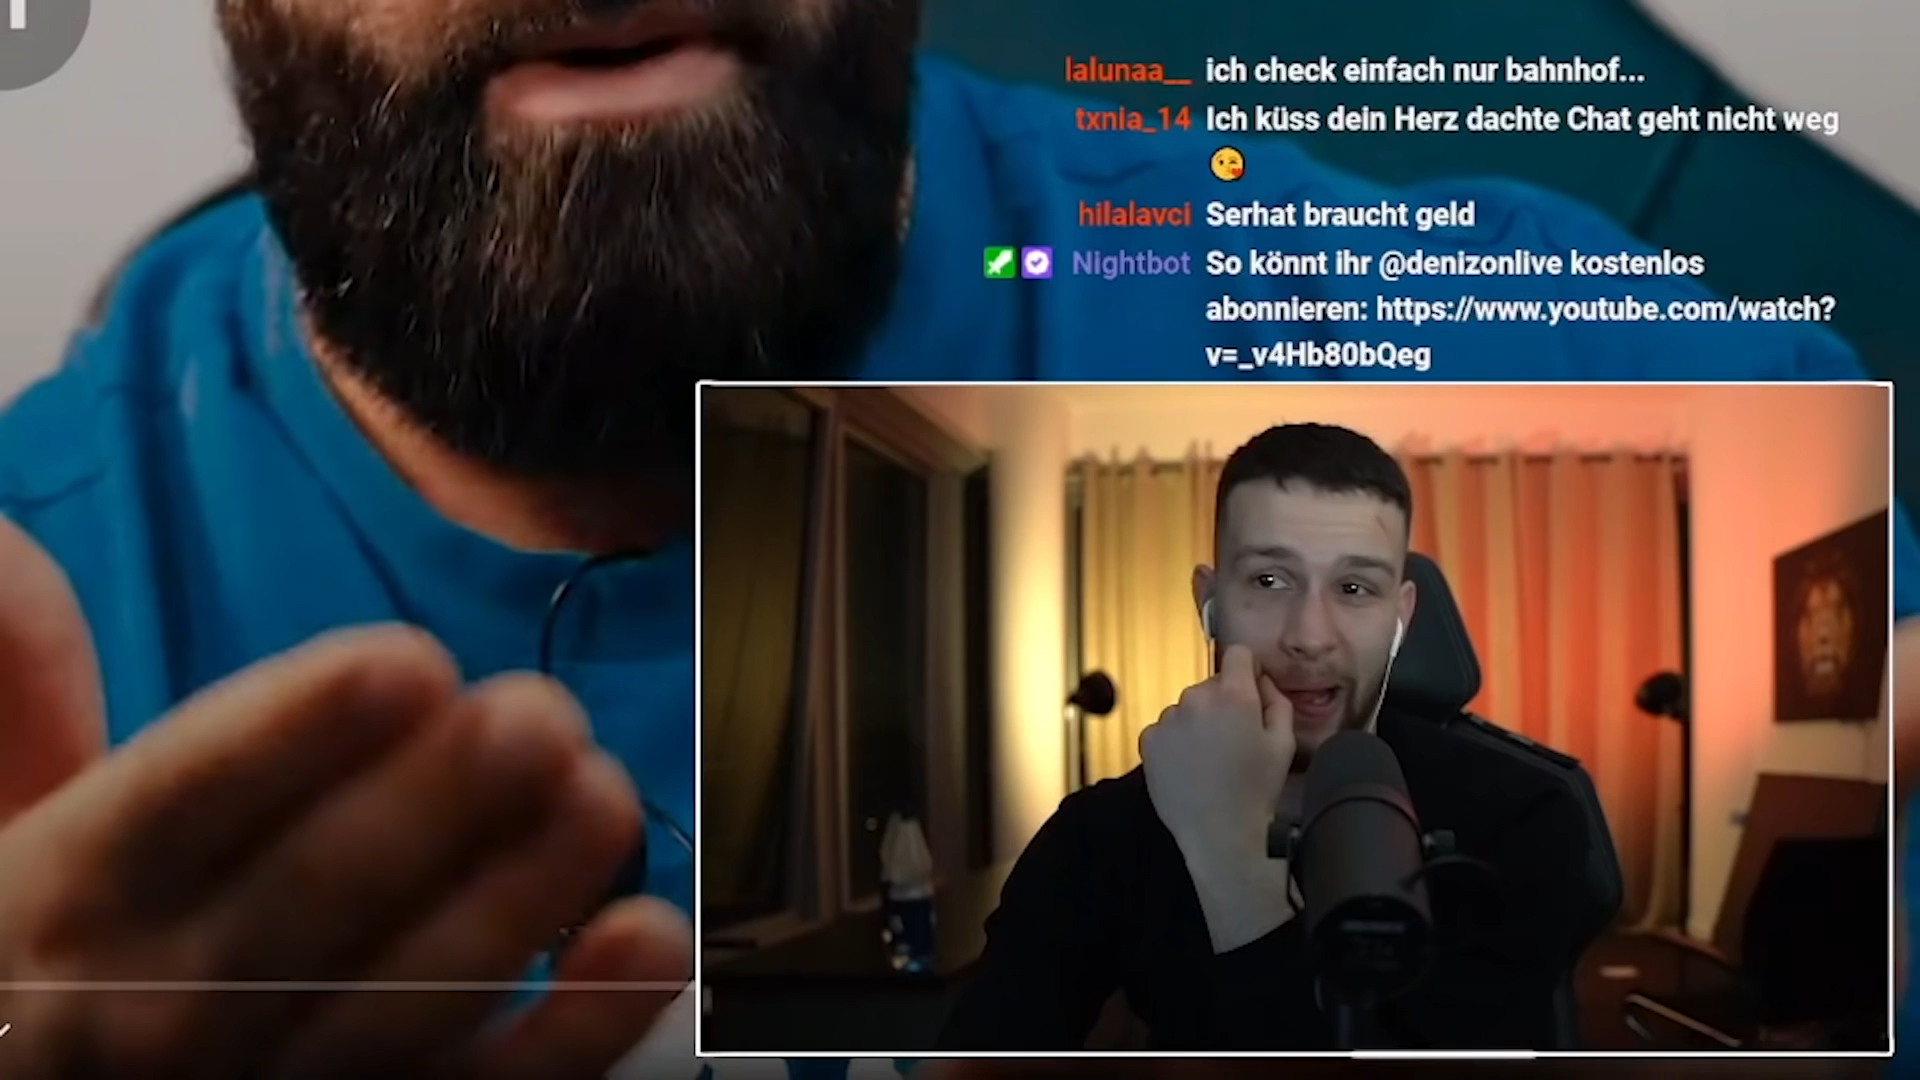 lalunaa__ ich check einfach nur bahnhof...
txnia_14 Ich küss dein Herz dachte Chat geht nicht weg
😘
hilalavci Serhat braucht geld
Nightbot So könnt ihr @denizonlive kostenlos
abonnieren: https://www.youtube.com/watch?
v=_v4Hb80bQeg